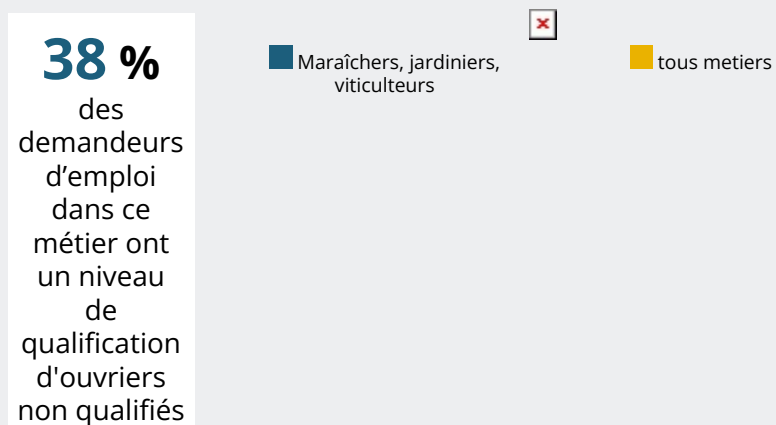 38 %
des
demandeurs
d’emploi
dans ce
métier ont
un niveau
de
qualification
d'ouvriers
non qualifiés
Maraîchers, jardiniers,
viticulteurs
tous metiers